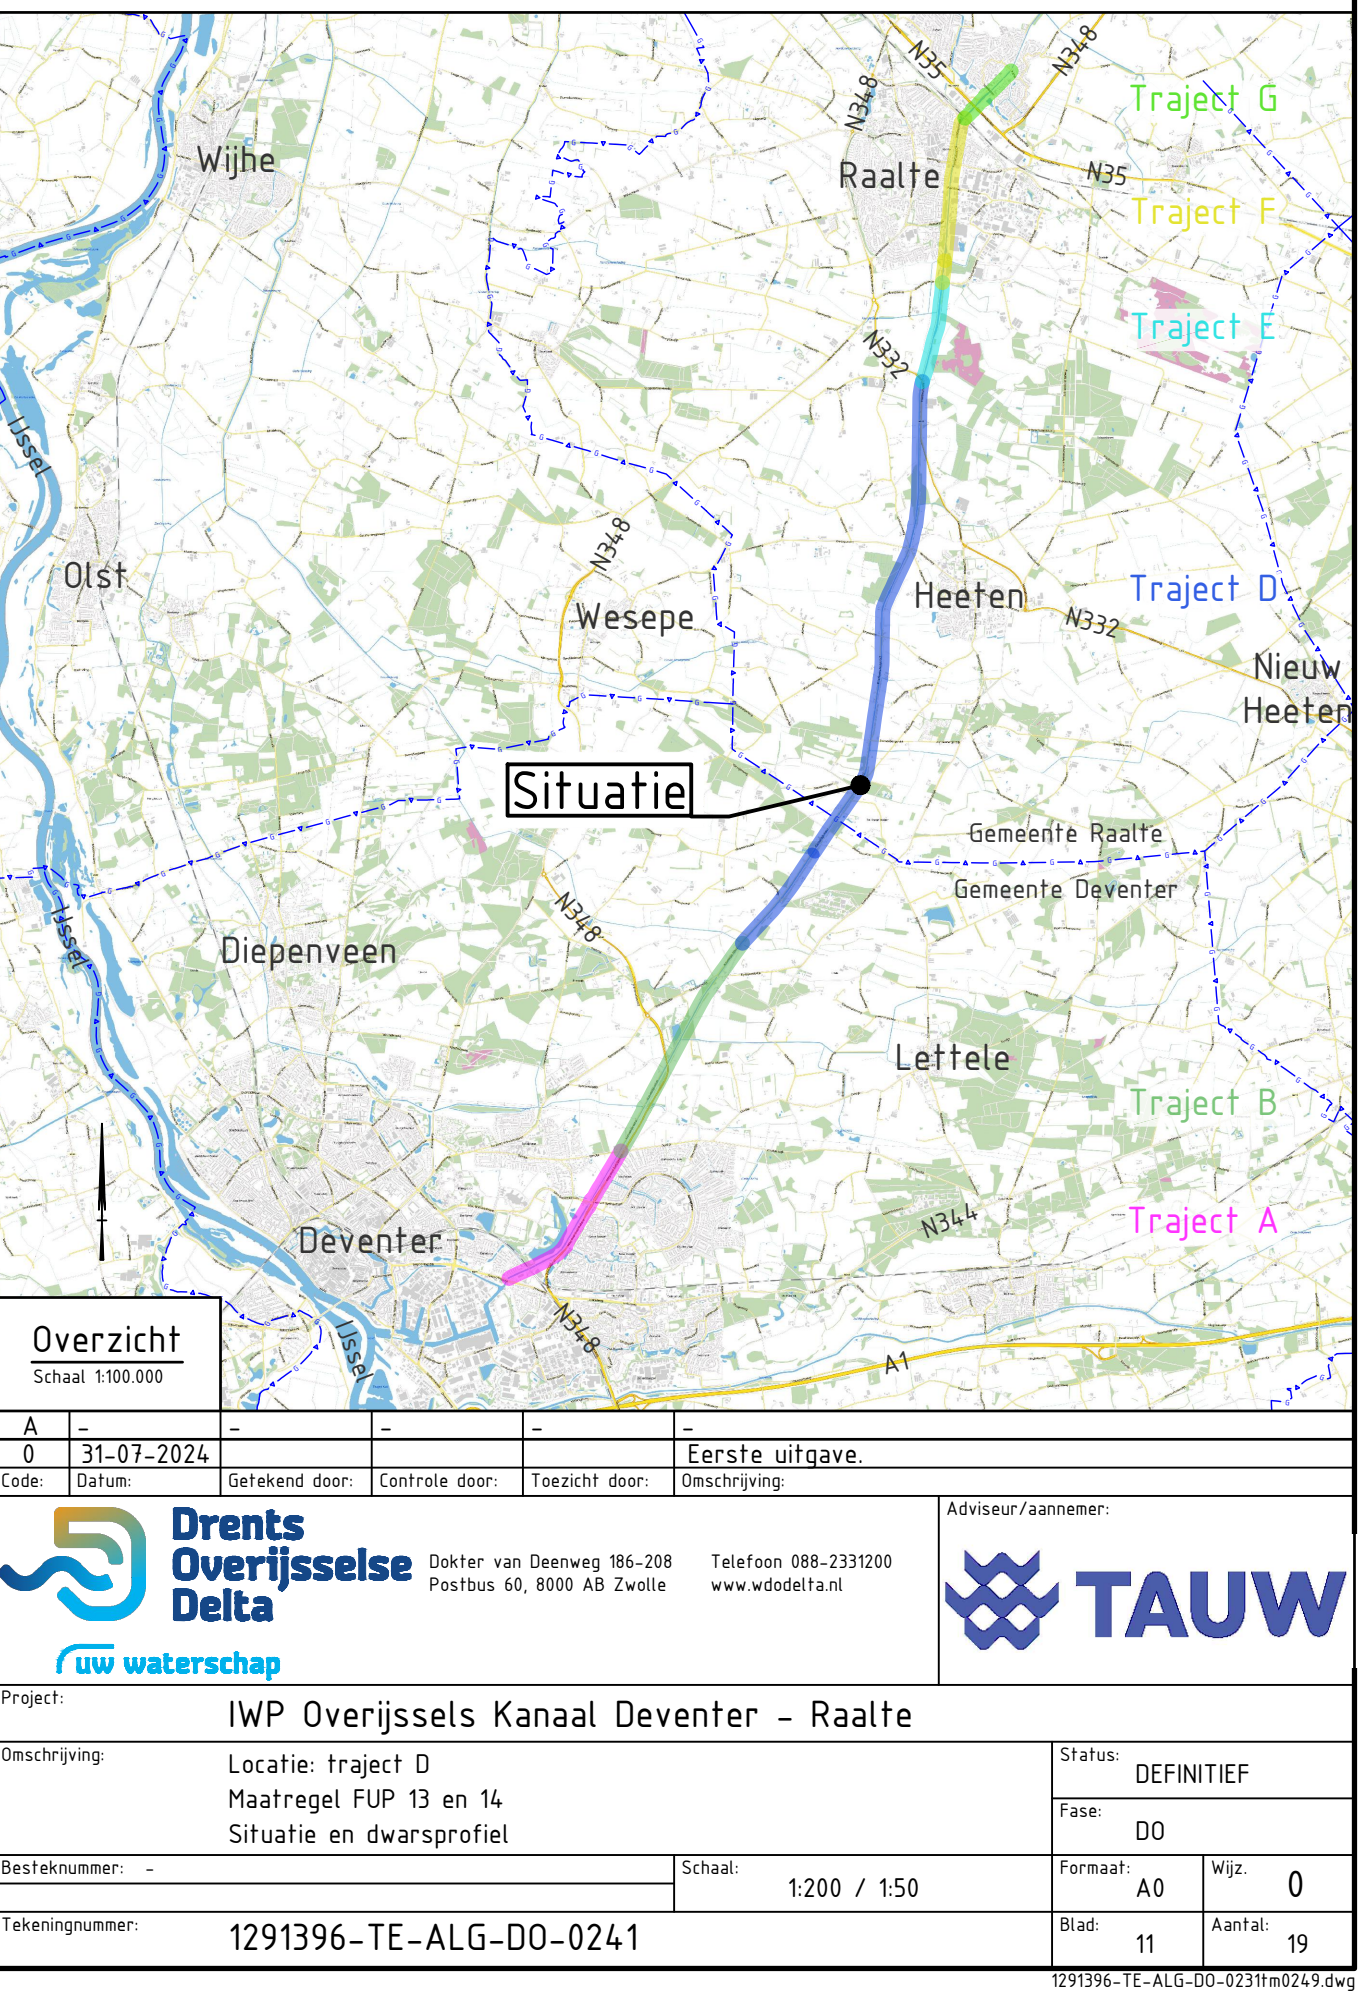 N35
N348
N348
Traject G
Wijhe
Raalte
N35
Traject F
Traject E
N332
IJssel
N348
Olst
Heeten
Traject D
Wesepe
N332
Nieuw
Heeten
Situatie
Gemeente Raalte
Gemeente Deventer
N348
IJssel
Diepenveen
Lettele
Traject B
N344
Traject A
Deventer
N348
IJssel
A1
Overzicht
Schaal 1:100.000
A - - - - -
0 31-07-2024 Eerste uitgave.
Code: Datum: Getekend door: Controle door: Toezicht door: Omschrijving:
Drents
Overijsselse
Delta
uw waterschap
Dokter van Deenweg 186-208
Postbus 60, 8000 AB Zwolle
Telefoon 088-2331200
www.wdodelta.nl
Adviseur/aannemer:
TAUW
Project: IWP Overijssels Kanaal Deventer - Raalte
Omschrijving: Locatie: traject D
Maatregel FUP 13 en 14
Situatie en dwarsprofiel
Status: DEFINITIEF
Fase: DO
Besteknummer: -
Schaal: 1:200 / 1:50
Formaat: A0
Wijz. 0
Tekeningnummer: 1291396-TE-ALG-DO-0241
Blad: 11
Aantal: 19
1291396-TE-ALG-DO-0231tm0249.dwg